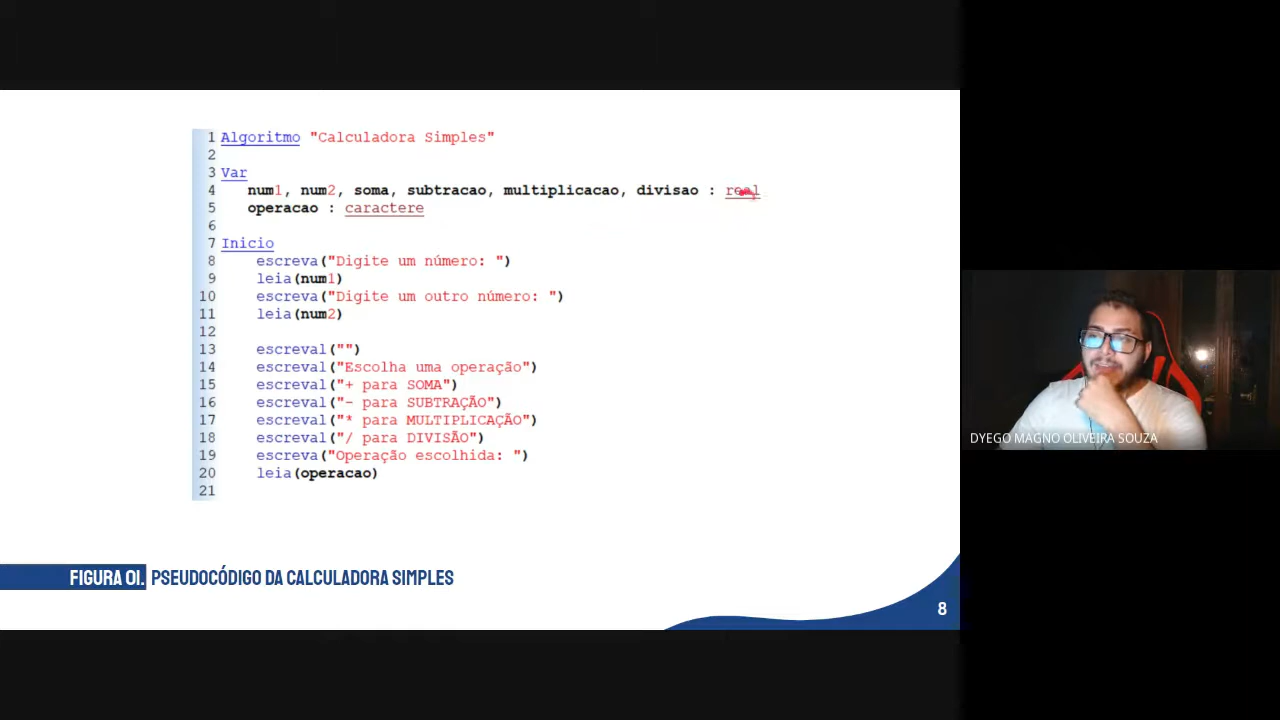 1 Algoritmo "Calculadora Simples"
2
3 Var
4 num1, num2, soma, subtracao, multiplicacao, divisao : real
5 operacao : caractere
6
7 Inicio
8 escreva("Digite um número: ")
9 leia(num1)
10 escreva("Digite um outro número: ")
11 leia(num2)
12
13 escreval("")
14 escreval("Escolha uma operação")
15 escreval("+ para SOMA")
16 escreval("- para SUBTRAÇÃO")
17 escreval("* para MULTIPLICAÇÃO")
18 escreval("/ para DIVISÃO")
19 escreva("Operação escolhida: ")
20 leia(operacao)
21
FIGURA 01. PSEUDOCÓDIGO DA CALCULADORA SIMPLES
8
DYEGO MAGNO OLIVEIRA SOUZA